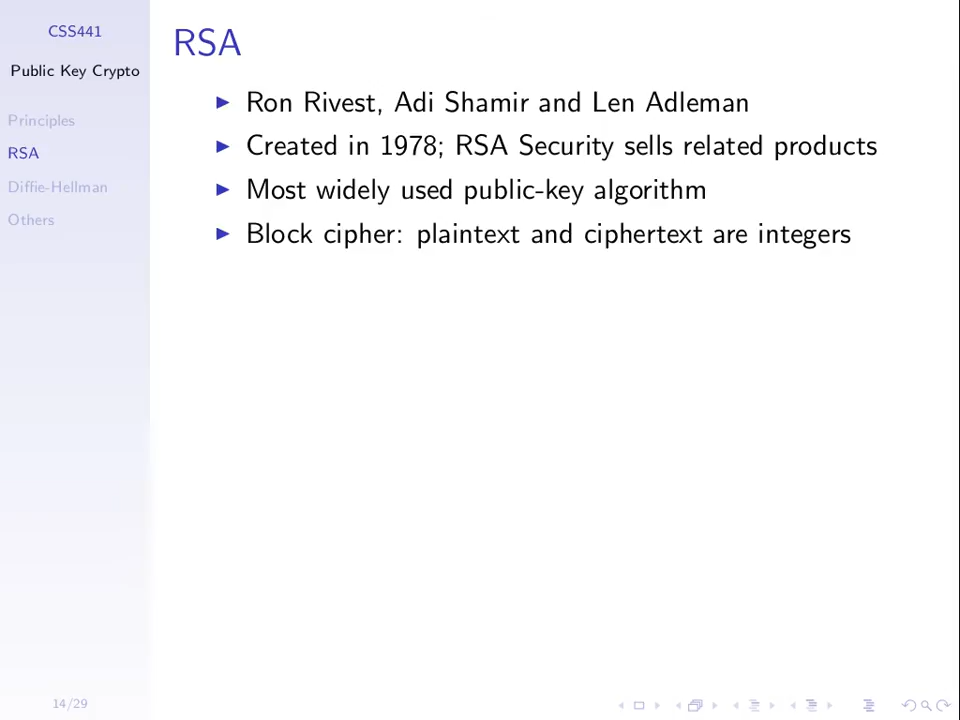 CSS441
Public Key Crypto
Principles
RSA
Diffie-Hellman
Others
RSA
Ron Rivest, Adi Shamir and Len Adleman
Created in 1978; RSA Security sells related products
Most widely used public-key algorithm
Block cipher: plaintext and ciphertext are integers
14/29